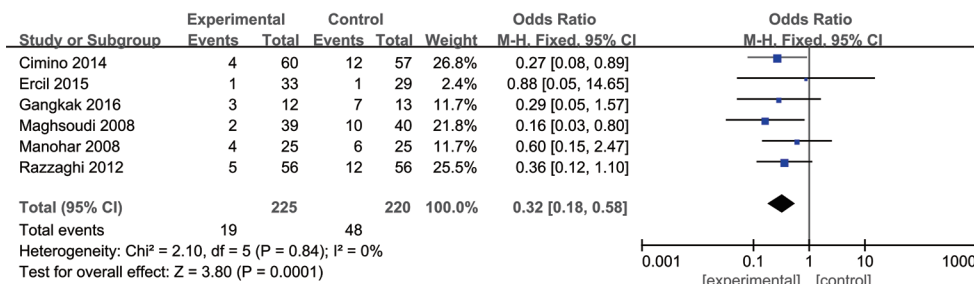 Experimental Control Odds Ratio Odds Ratio
Study or Subgroup Events Total Events Total Weight M-H. Fixed. 95% CI M-H. Fixed. 95% CI
Cimino 2014 4 60 12 57 26.8% 0.27 [0.08, 0.89]
Ercil 2015 1 33 1 29 2.4% 0.88 [0.05, 14.65]
Gangkak 2016 3 12 7 13 11.7% 0.29 [0.05, 1.57]
Maghsoudi 2008 2 39 10 40 21.8% 0.16 [0.03, 0.80]
Manohar 2008 4 25 6 25 11.7% 0.60 [0.15, 2.47]
Razzaghi 2012 5 56 12 56 25.5% 0.36 [0.12, 1.10]
Total (95% CI) 225 220 100.0% 0.32 [0.18, 0.58]
Total events 19 48
Heterogeneity: Chi² = 2.10, df = 5 (P = 0.84); I² = 0%
Test for overall effect: Z = 3.80 (P = 0.0001)
0.001 0.1 1 10 1000
[experimental] [control]